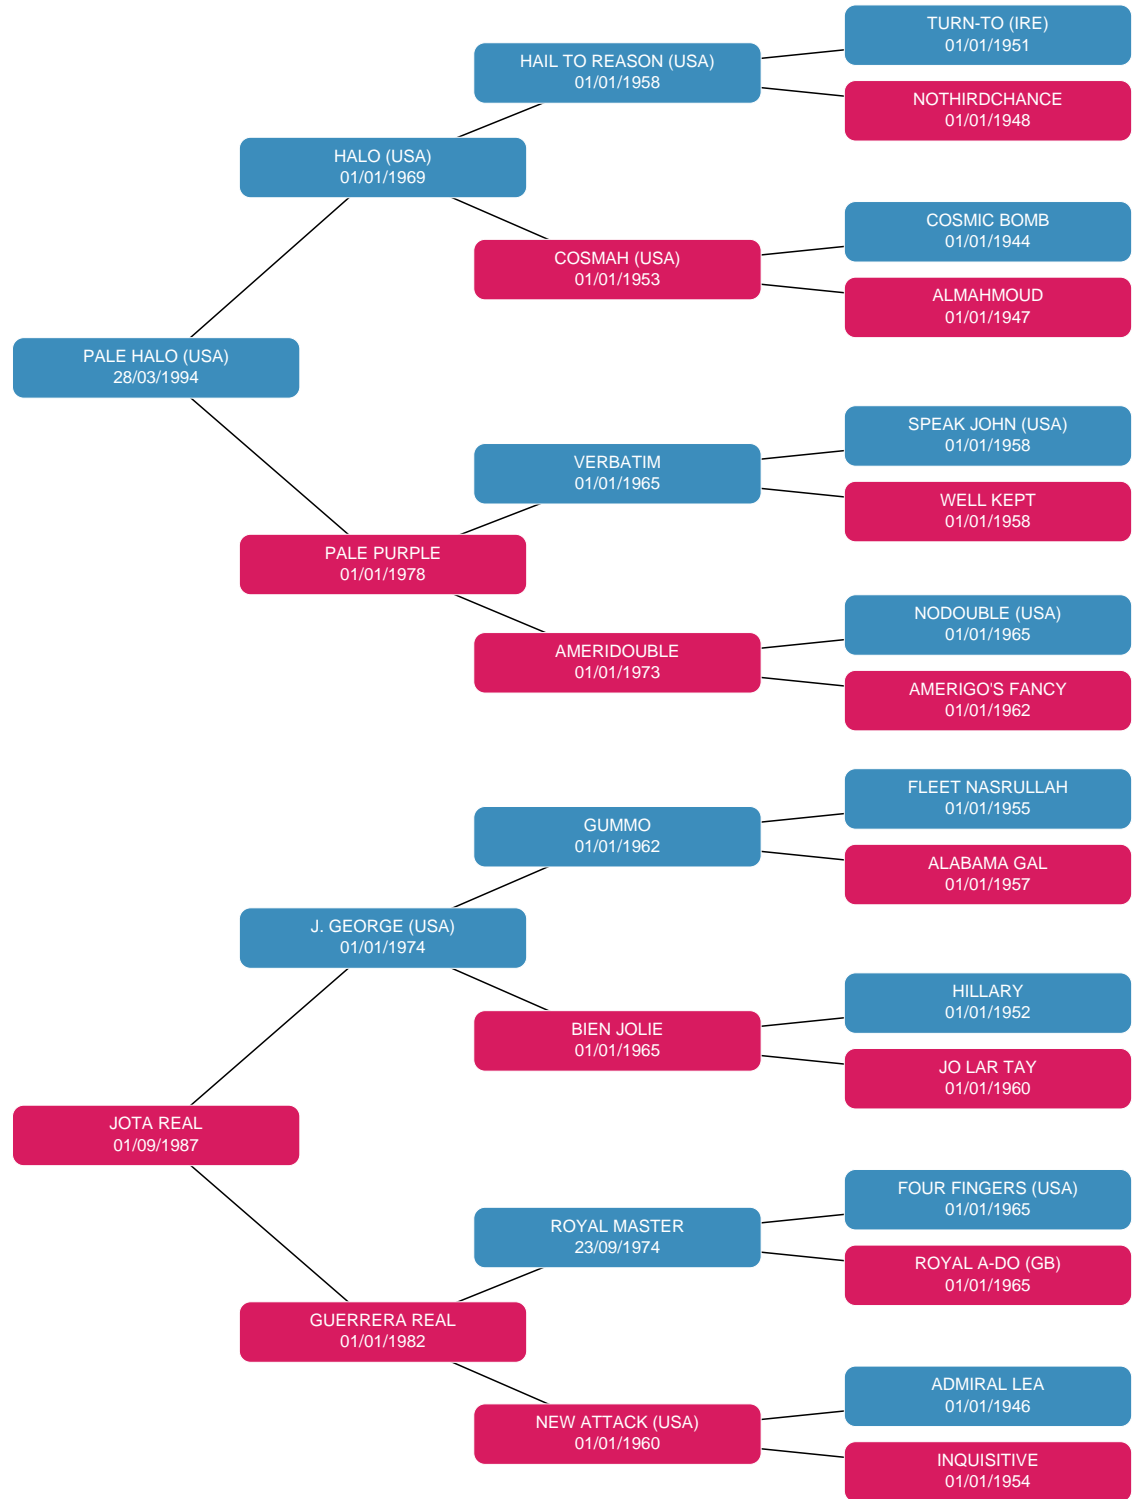 TURN-TO (IRE)
01/01/1951
HAIL TO REASON (USA)
01/01/1958
NOTHIRDCHANCE
01/01/1948
HALO (USA)
01/01/1969
COSMIC BOMB
01/01/1944
COSMAH (USA)
01/01/1953
ALMAHMOUD
01/01/1947
PALE HALO (USA)
28/03/1994
SPEAK JOHN (USA)
01/01/1958
VERBATIM
01/01/1965
WELL KEPT
01/01/1958
PALE PURPLE
01/01/1978
NODOUBLE (USA)
01/01/1965
AMERIDOUBLE
01/01/1973
AMERIGO'S FANCY
01/01/1962
FLEET NASRULLAH
01/01/1955
GUMMO
01/01/1962
ALABAMA GAL
01/01/1957
J. GEORGE (USA)
01/01/1974
HILLARY
01/01/1952
BIEN JOLIE
01/01/1965
JO LAR TAY
01/01/1960
JOTA REAL
01/09/1987
FOUR FINGERS (USA)
01/01/1965
ROYAL MASTER
23/09/1974
ROYAL A-DO (GB)
01/01/1965
GUERRERA REAL
01/01/1982
ADMIRAL LEA
01/01/1946
NEW ATTACK (USA)
01/01/1960
INQUISITIVE
01/01/1954